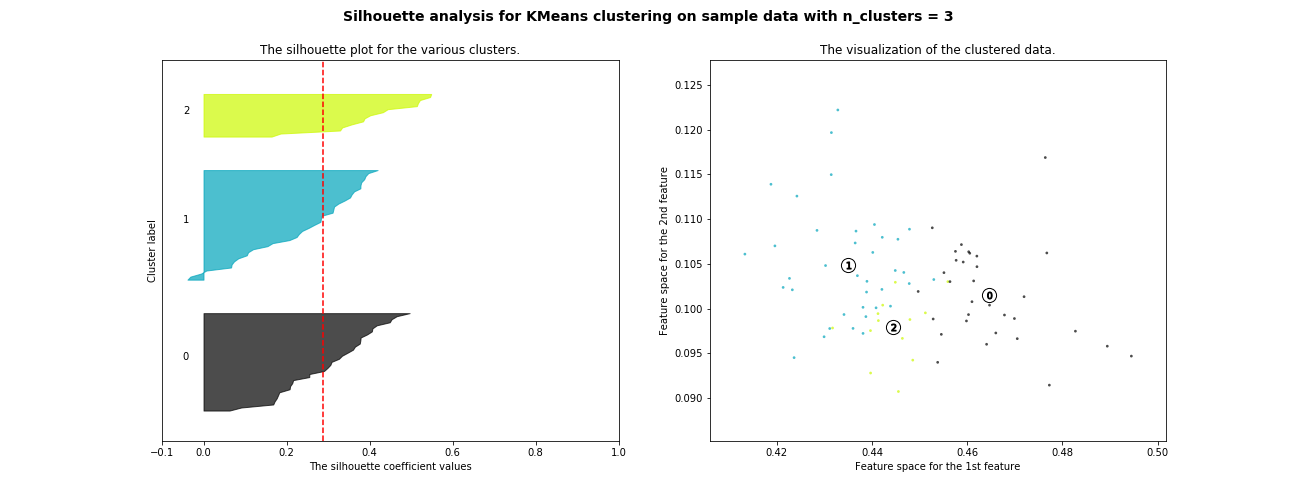 Silhouette analysis for KMeans clustering on sample data with n_clusters = 3
The silhouette plot for the various clusters.
2
1
0
Cluster label
−0.1 0.0 0.2 0.4 0.6 0.8 1.0
The silhouette coefficient values
The visualization of the clustered data.
0.125
0.120
0.115
0.110
0.105
0.100
0.095
0.090
Feature space for the 2nd feature
1
0
2
0.42 0.44 0.46 0.48 0.50
Feature space for the 1st feature